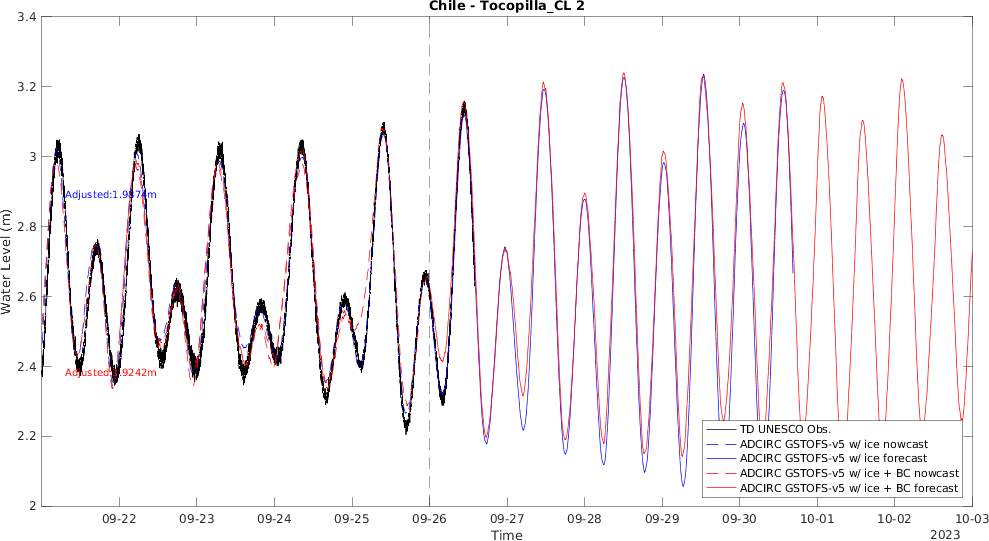 Chile - Tocopilla_CL 2
3.4
3.2
3
2.8
2.6
2.4
2.2
2
Water Level (m)
Adjusted:1.9874m
Adjusted: .9242m
TD UNESCO Obs.
ADCIRC GSTOFS-v5 w/ ice nowcast
ADCIRC GSTOFS-v5 w/ ice forecast
ADCIRC GSTOFS-v5 w/ ice + BC nowcast
ADCIRC GSTOFS-v5 w/ ice + BC forecast
09-22
09-23
09-24
09-25
09-26
09-27
09-28
09-29
09-30
10-01
10-02
10-03
Time
2023